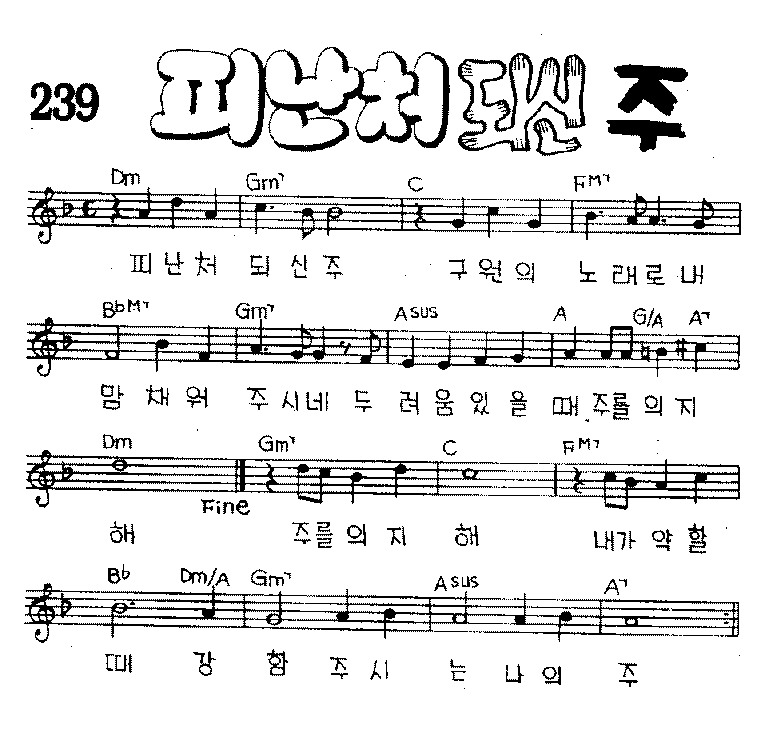 239 피난처 되신 주
Dm Gm7 C FM7
피난처 되신주 구원의 노래로내
BbM7 Gm7 Asus A G/A A7
맘 채워 주시네 두 려움있을 때 주를의지
Dm Gm7 C FM7
Fine
해 주를의지 해 내가약할
Bb Dm/A Gm7 Asus A7
때 강 함 주시 는 나의 주